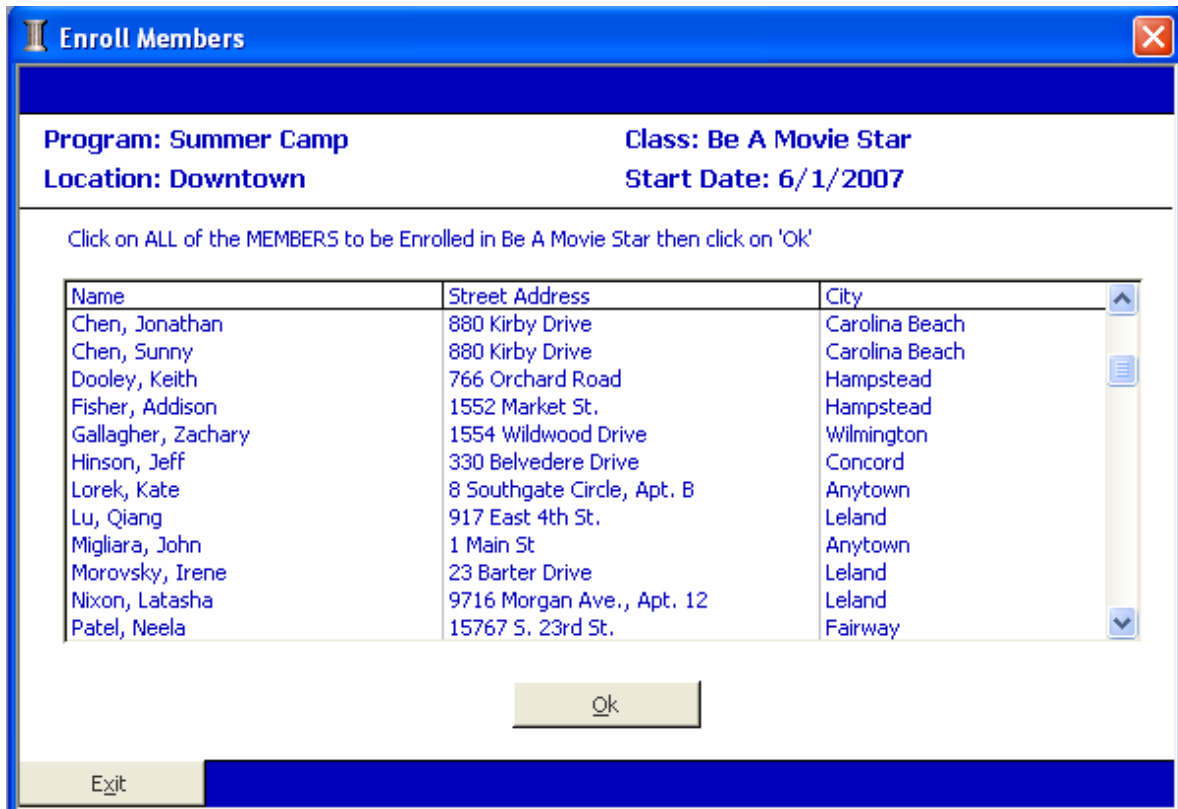 Enroll Members
Program: Summer Camp Class: Be A Movie Star
Location: Downtown Start Date: 6/1/2007
Click on ALL of the MEMBERS to be Enrolled in Be A Movie Star then click on 'Ok'
Name Street Address City
Chen, Jonathan 880 Kirby Drive Carolina Beach
Chen, Sunny 880 Kirby Drive Carolina Beach
Dooley, Keith 766 Orchard Road Hampstead
Fisher, Addison 1552 Market St. Hampstead
Gallagher, Zachary 1554 Wildwood Drive Wilmington
Hinson, Jeff 330 Belvedere Drive Concord
Lorek, Kate 8 Southgate Circle, Apt. B Anytown
Lu, Qiang 917 East 4th St. Leland
Migliara, John 1 Main St Anytown
Morovsky, Irene 23 Barter Drive Leland
Nixon, Latasha 9716 Morgan Ave., Apt. 12 Leland
Patel, Neela 15767 S. 23rd St. Fairway
Ok
Exit